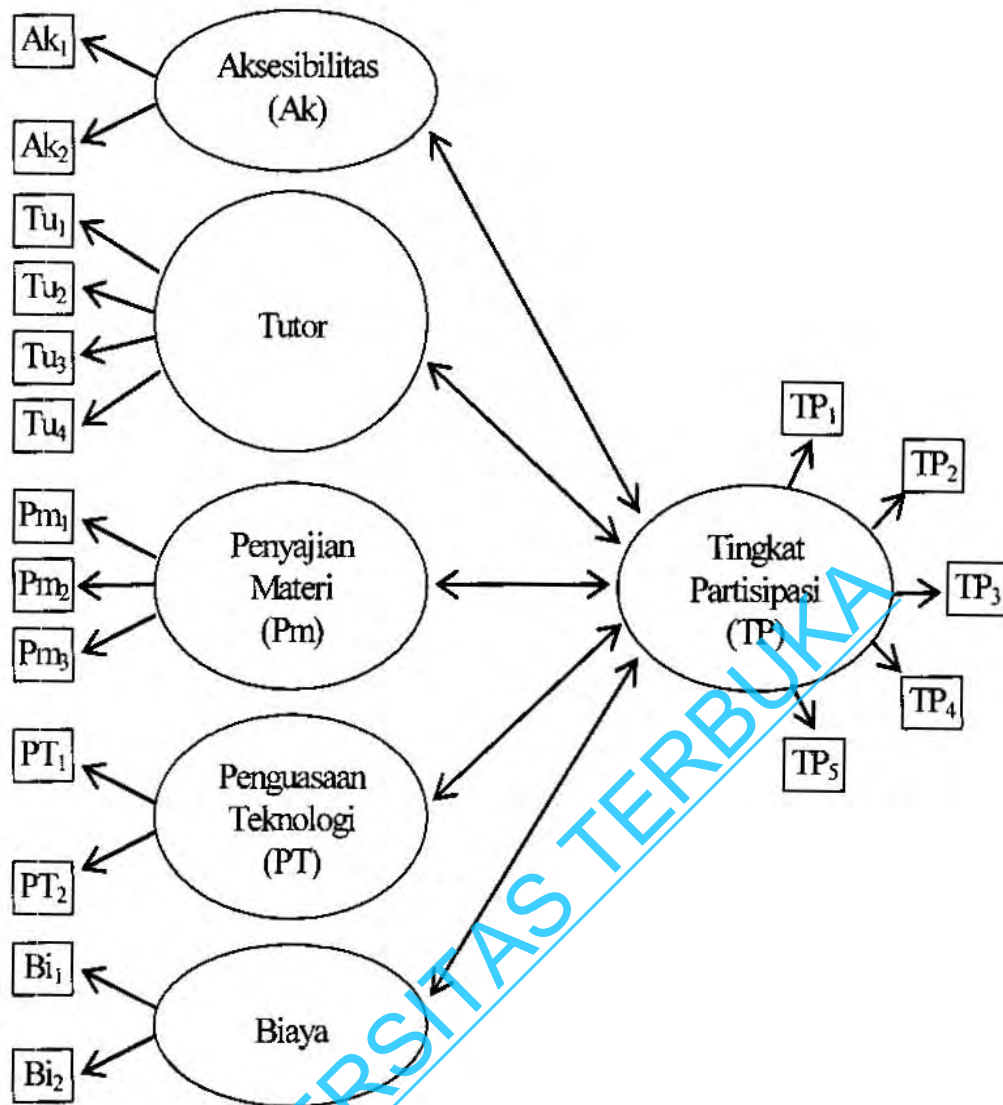 Ak₁
Aksesibilitas
(Ak)
Ak₂
Tu₁
Tu₂
Tutor
Tu₃
Tu₄
Pm₁
Pm₂
Pm₃
Penyajian
Materi
(Pm)
PT₁
Penguasaan
Teknologi
(PT)
PT₂
Bi₁
Biaya
Bi₂
Tingkat
Partisipasi
(TP)
TP₁
TP₂
TP₃
TP₄
TP₅
ERSITAS TERBUKA